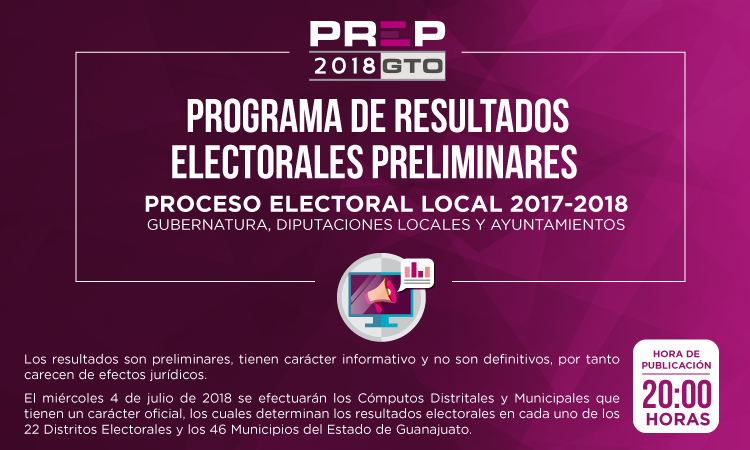 PREP
2018 GTO
PROGRAMA DE RESULTADOS
ELECTORALES PRELIMINARES
PROCESO ELECTORAL LOCAL 2017-2018
GUBERNATURA, DIPUTACIONES LOCALES Y AYUNTAMIENTOS
Los resultados son preliminares, tienen carácter informativo y no son definitivos, por tanto
carecen de efectos jurídicos.
El miércoles 4 de julio de 2018 se efectuarán los Cómputos Distritales y Municipales que
tienen un carácter oficial, los cuales determinan los resultados electorales en cada uno de los
22 Distritos Electorales y los 46 Municipios del Estado de Guanajuato.
HORA DE
PUBLICACIÓN
20:00
HORAS